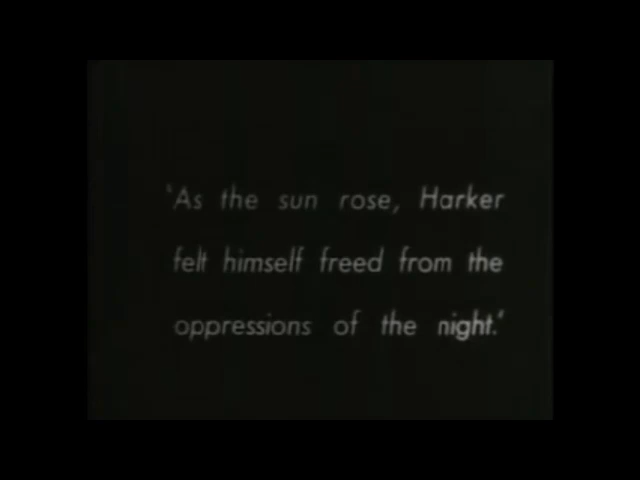 'As the sun rose, Harker
felt himself freed from the
oppressions of the night.'